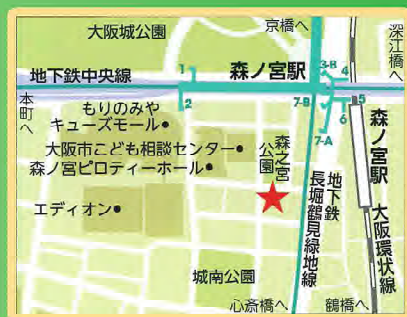 大阪城公園
京橋へ
深江橋へ
地下鉄中央線
森ノ宮駅
1
2
3-B
4
5
6
7-B
7-A
本町へ
もりのみや
キューズモール
大阪市こども相談センター
森ノ宮ピロティーホール
エディオン
森之宮
公園
地下鉄
長堀鶴見緑地線
森ノ宮駅
大阪環状線
城南公園
心斎橋へ
鶴橋へ